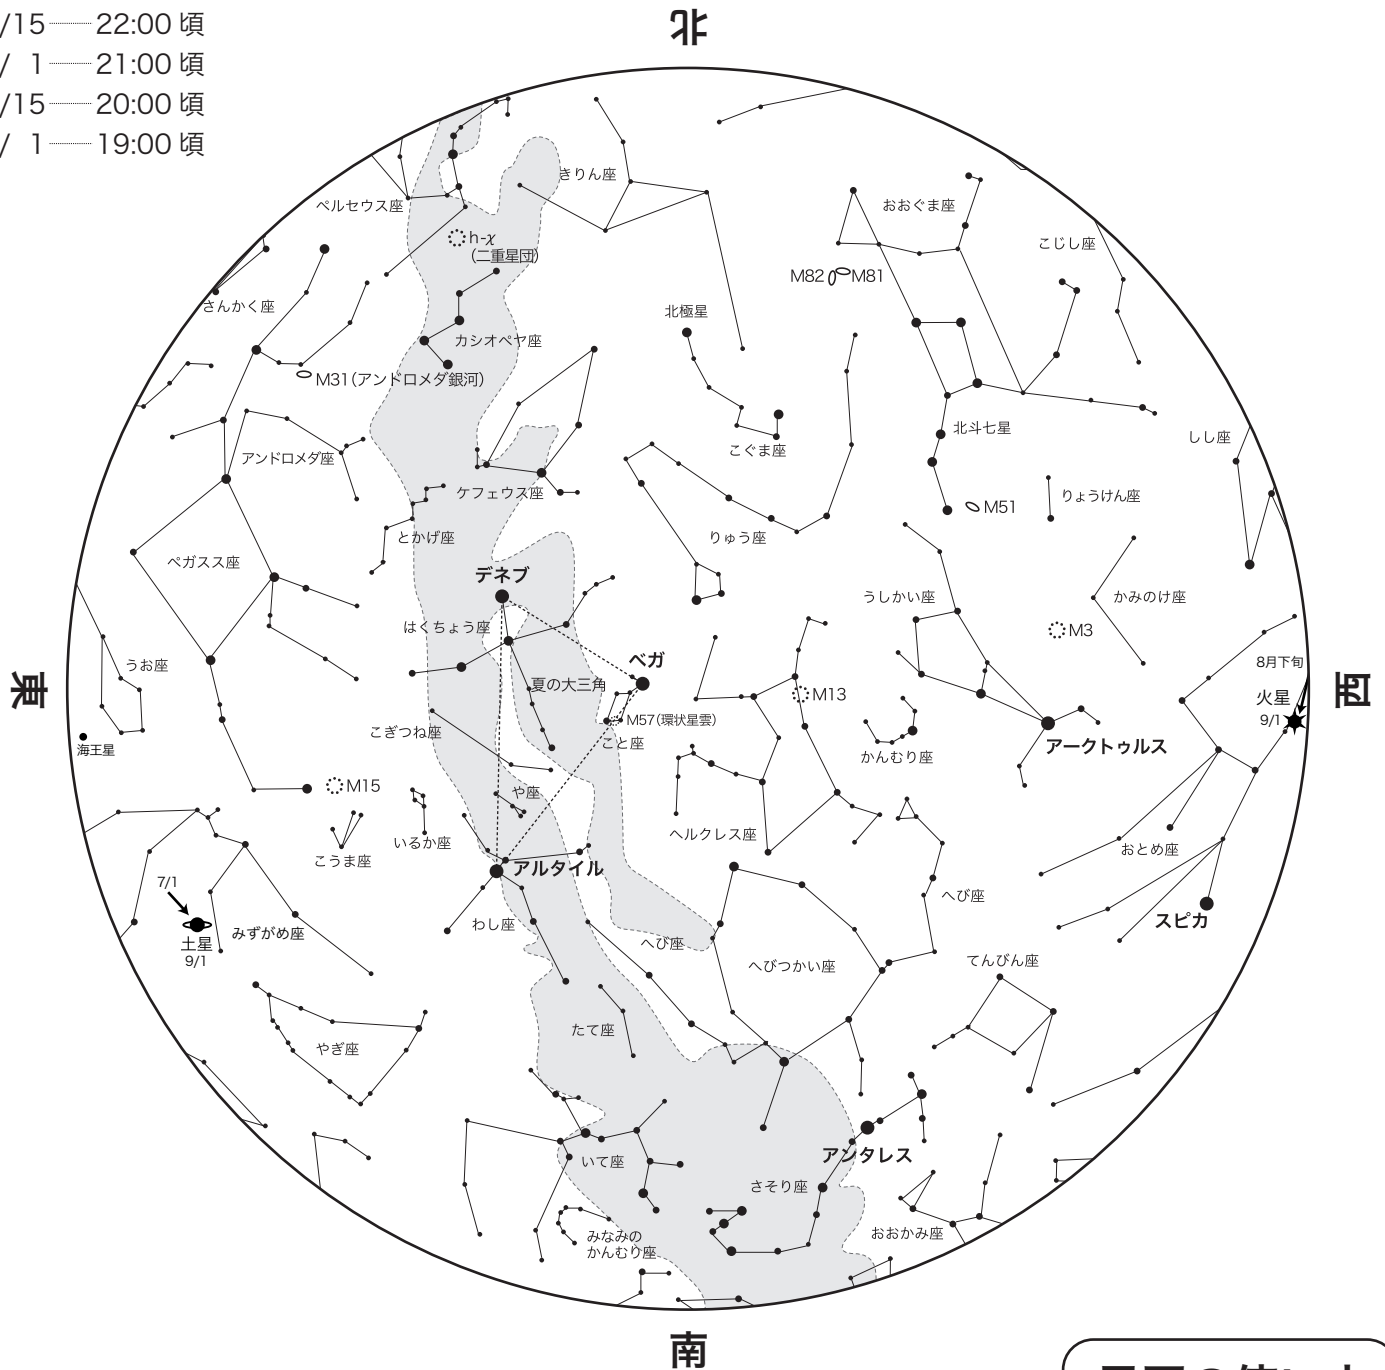 /15 22:00 頃
/ 1 21:00 頃
/15 20:00 頃
/ 1 19:00 頃
北
きりん座
ペルセウス座
おおぐま座
h-χ
（二重星団）
こじし座
M82
M81
さんかく座
北極星
カシオペヤ座
M31（アンドロメダ銀河）
北斗七星
しし座
こぐま座
アンドロメダ座
ケフェウス座
りょうけん座
M51
とかげ座
りゅう座
ペガスス座
デネブ
うしかい座
かみのけ座
はくちょう座
M3
ベガ
うお座
8月下旬
夏の大三角
東
西
M13
火星
9/1
M57（環状星雲）
こぎつね座
こと座
海王星
かんむり座
アークトゥルス
M15
や座
ヘルクレス座
いるか座
こうま座
おとめ座
アルタイル
7/1
へび座
スピカ
わし座
みずがめ座
土星
9/1
へび座
へびつかい座
てんびん座
たて座
やぎ座
アンタレス
いて座
さそり座
おおかみ座
みなみの
かんむり座
南